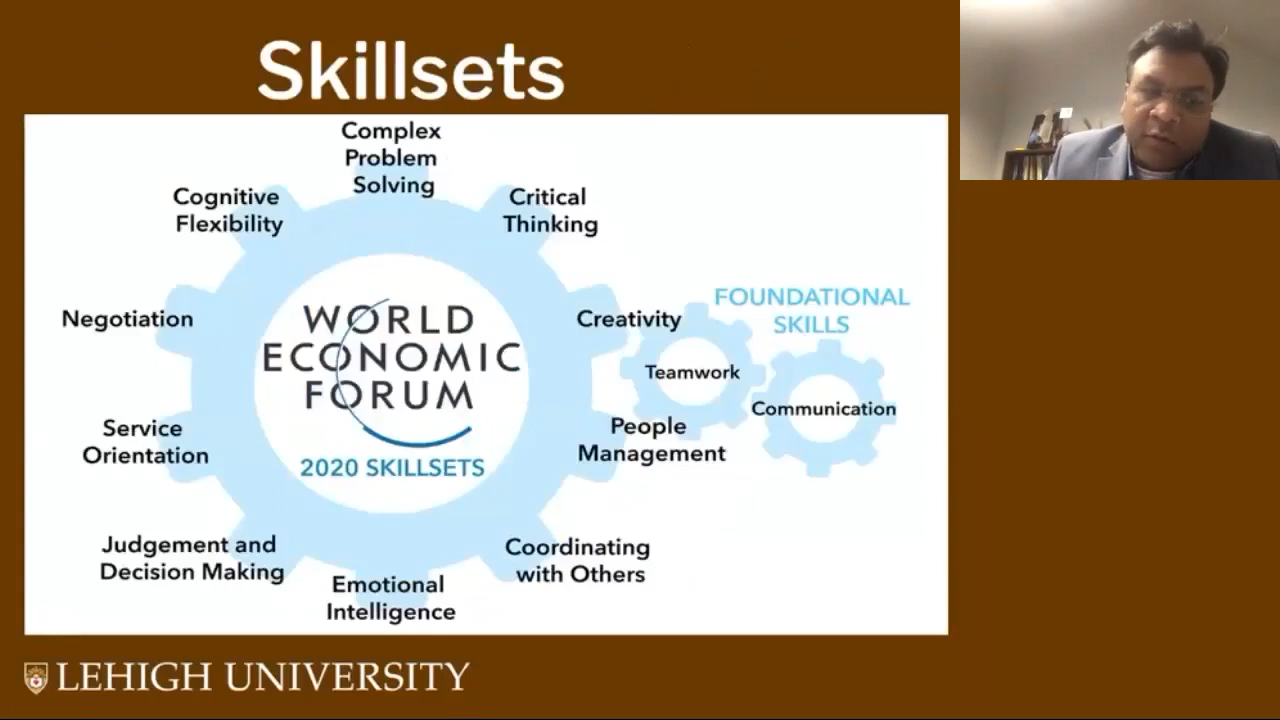 Skillsets
Complex
Problem
Solving
Cognitive
Flexibility
Critical
Thinking
Negotiation
Creativity
WORLD
ECONOMIC
FORUM
2020 SKILLSETS
FOUNDATIONAL
SKILLS
Teamwork
Communication
Service
Orientation
People
Management
Judgement and
Decision Making
Emotional
Intelligence
Coordinating
with Others
LEHIGH UNIVERSITY